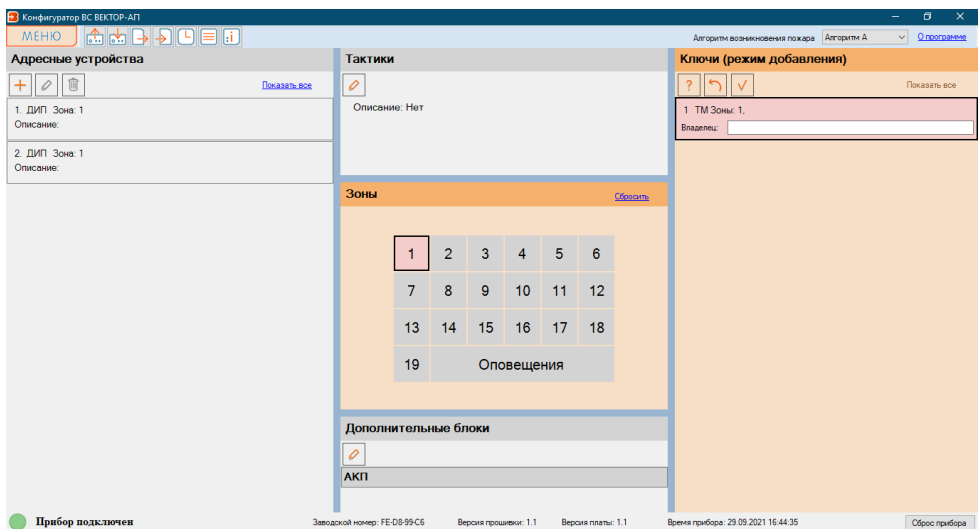 Конфигуратор ВС ВЕКТОР-АП
МЕНЮ
Алгоритм возникновения пожара Алгоритм А О программе
Адресные устройства
Показать все
1. ДИП Зона: 1
Описание:
2. ДИП Зона: 1
Описание:
Тактики
Описание: Нет
Зоны Сбросить
1 2 3 4 5 6
7 8 9 10 11 12
13 14 15 16 17 18
19 Оповещения
Дополнительные блоки
АКП
Ключи (режим добавления)
? Показать все
1 ТМ Зоны: 1,
Владелец:
Прибор подключен Заводской номер: FE-D8-99-C6 Версия прошивки: 1.1 Версия платы: 1.1 Время прибора: 29.09.2021 16:44:35 Сброс прибора